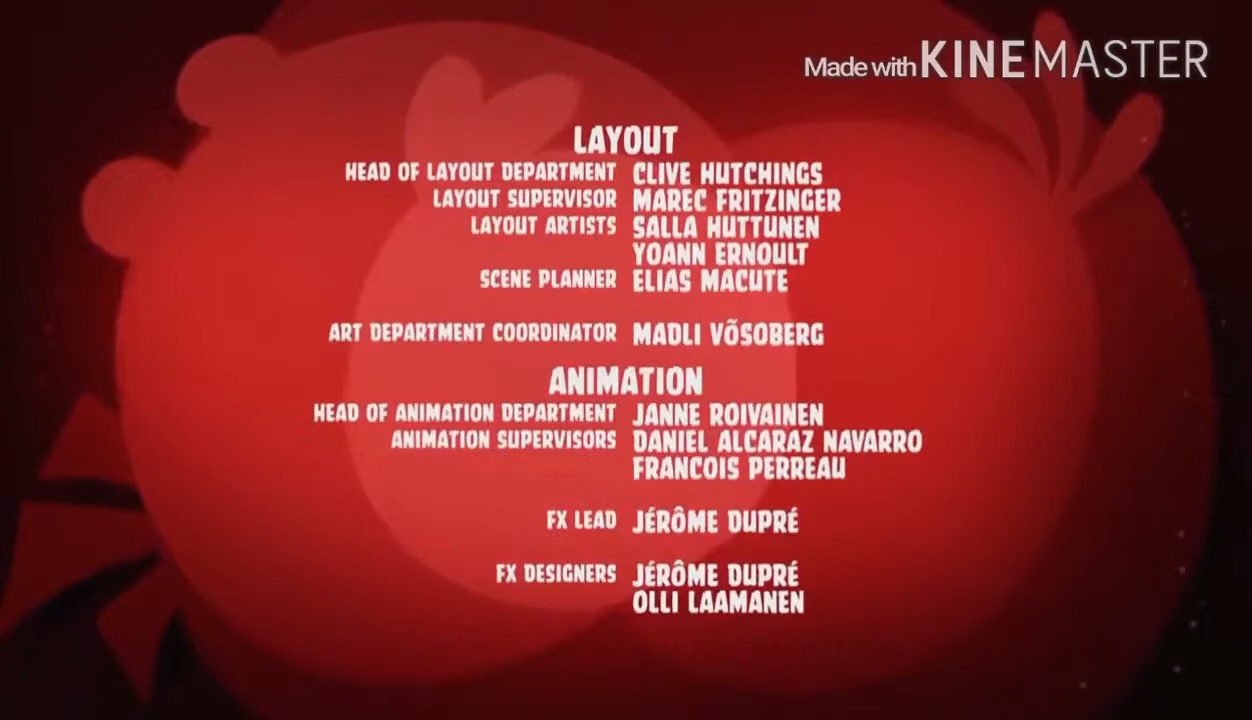 Made with KINEMASTER
LAYOUT
HEAD OF LAYOUT DEPARTMENT CLIVE HUTCHINGS
LAYOUT SUPERVISOR MAREC FRITZINGER
LAYOUT ARTISTS SALLA HUTTUNEN
YOANN ERNOULT
SCENE PLANNER ELIAS MACUTE
ART DEPARTMENT COORDINATOR MADLI VÕSOBERG
ANIMATION
HEAD OF ANIMATION DEPARTMENT JANNE ROIVAINEN
ANIMATION SUPERVISORS DANIEL ALCARAZ NAVARRO
FRANCOIS PERREAU
FX LEAD JÉRÔME DUPRÉ
FX DESIGNERS JÉRÔME DUPRÉ
OLLI LAAMANEN